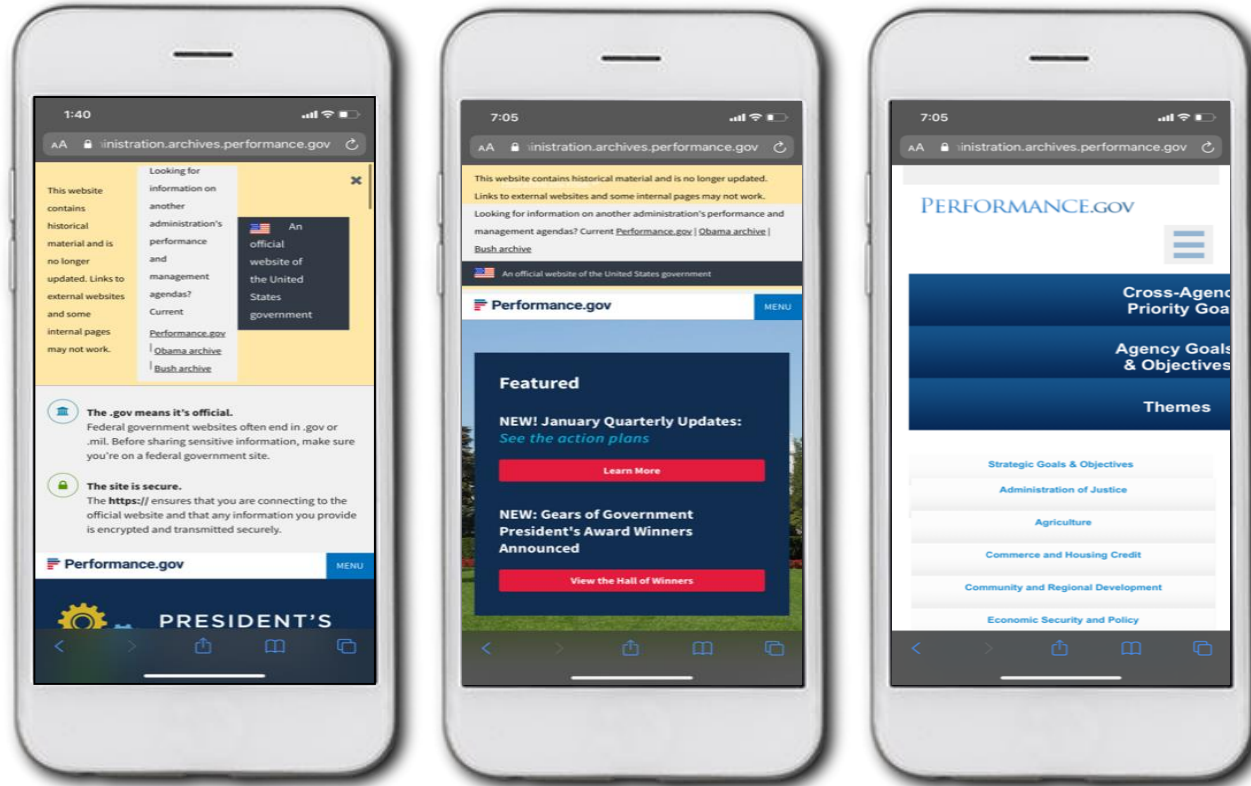 1:40
AA inistration.archives.performance.gov
This website
contains
historical
material and is
no longer
updated. Links to
external websites
and some
internal pages
may not work.
Looking for
information on
another
administration's
performance
and
management
agendas?
Current
Performance.gov
| Obama archive
| Bush archive
An
official
website of
the United
States
government
The .gov means it's official.
Federal government websites often end in .gov or
.mil. Before sharing sensitive information, make sure
you're on a federal government site.
The site is secure.
The https:// ensures that you are connecting to the
official website and that any information you provide
is encrypted and transmitted securely.
Performance.gov
MENU
PRESIDENT'S
7:05
AA inistration.archives.performance.gov
This website contains historical material and is no longer updated.
Links to external websites and some internal pages may not work.
Looking for information on another administration's performance and
management agendas? Current Performance.gov | Obama archive |
Bush archive
An official website of the United States government
Performance.gov
MENU
Featured
NEW! January Quarterly Updates:
See the action plans
Learn More
NEW: Gears of Government
President's Award Winners
Announced
View the Hall of Winners
7:05
AA inistration.archives.performance.gov
PERFORMANCE.GOV
Cross-Agenc
Priority Goa
Agency Goals
& Objectives
Themes
Strategic Goals & Objectives
Administration of Justice
Agriculture
Commerce and Housing Credit
Community and Regional Development
Economic Security and Policy